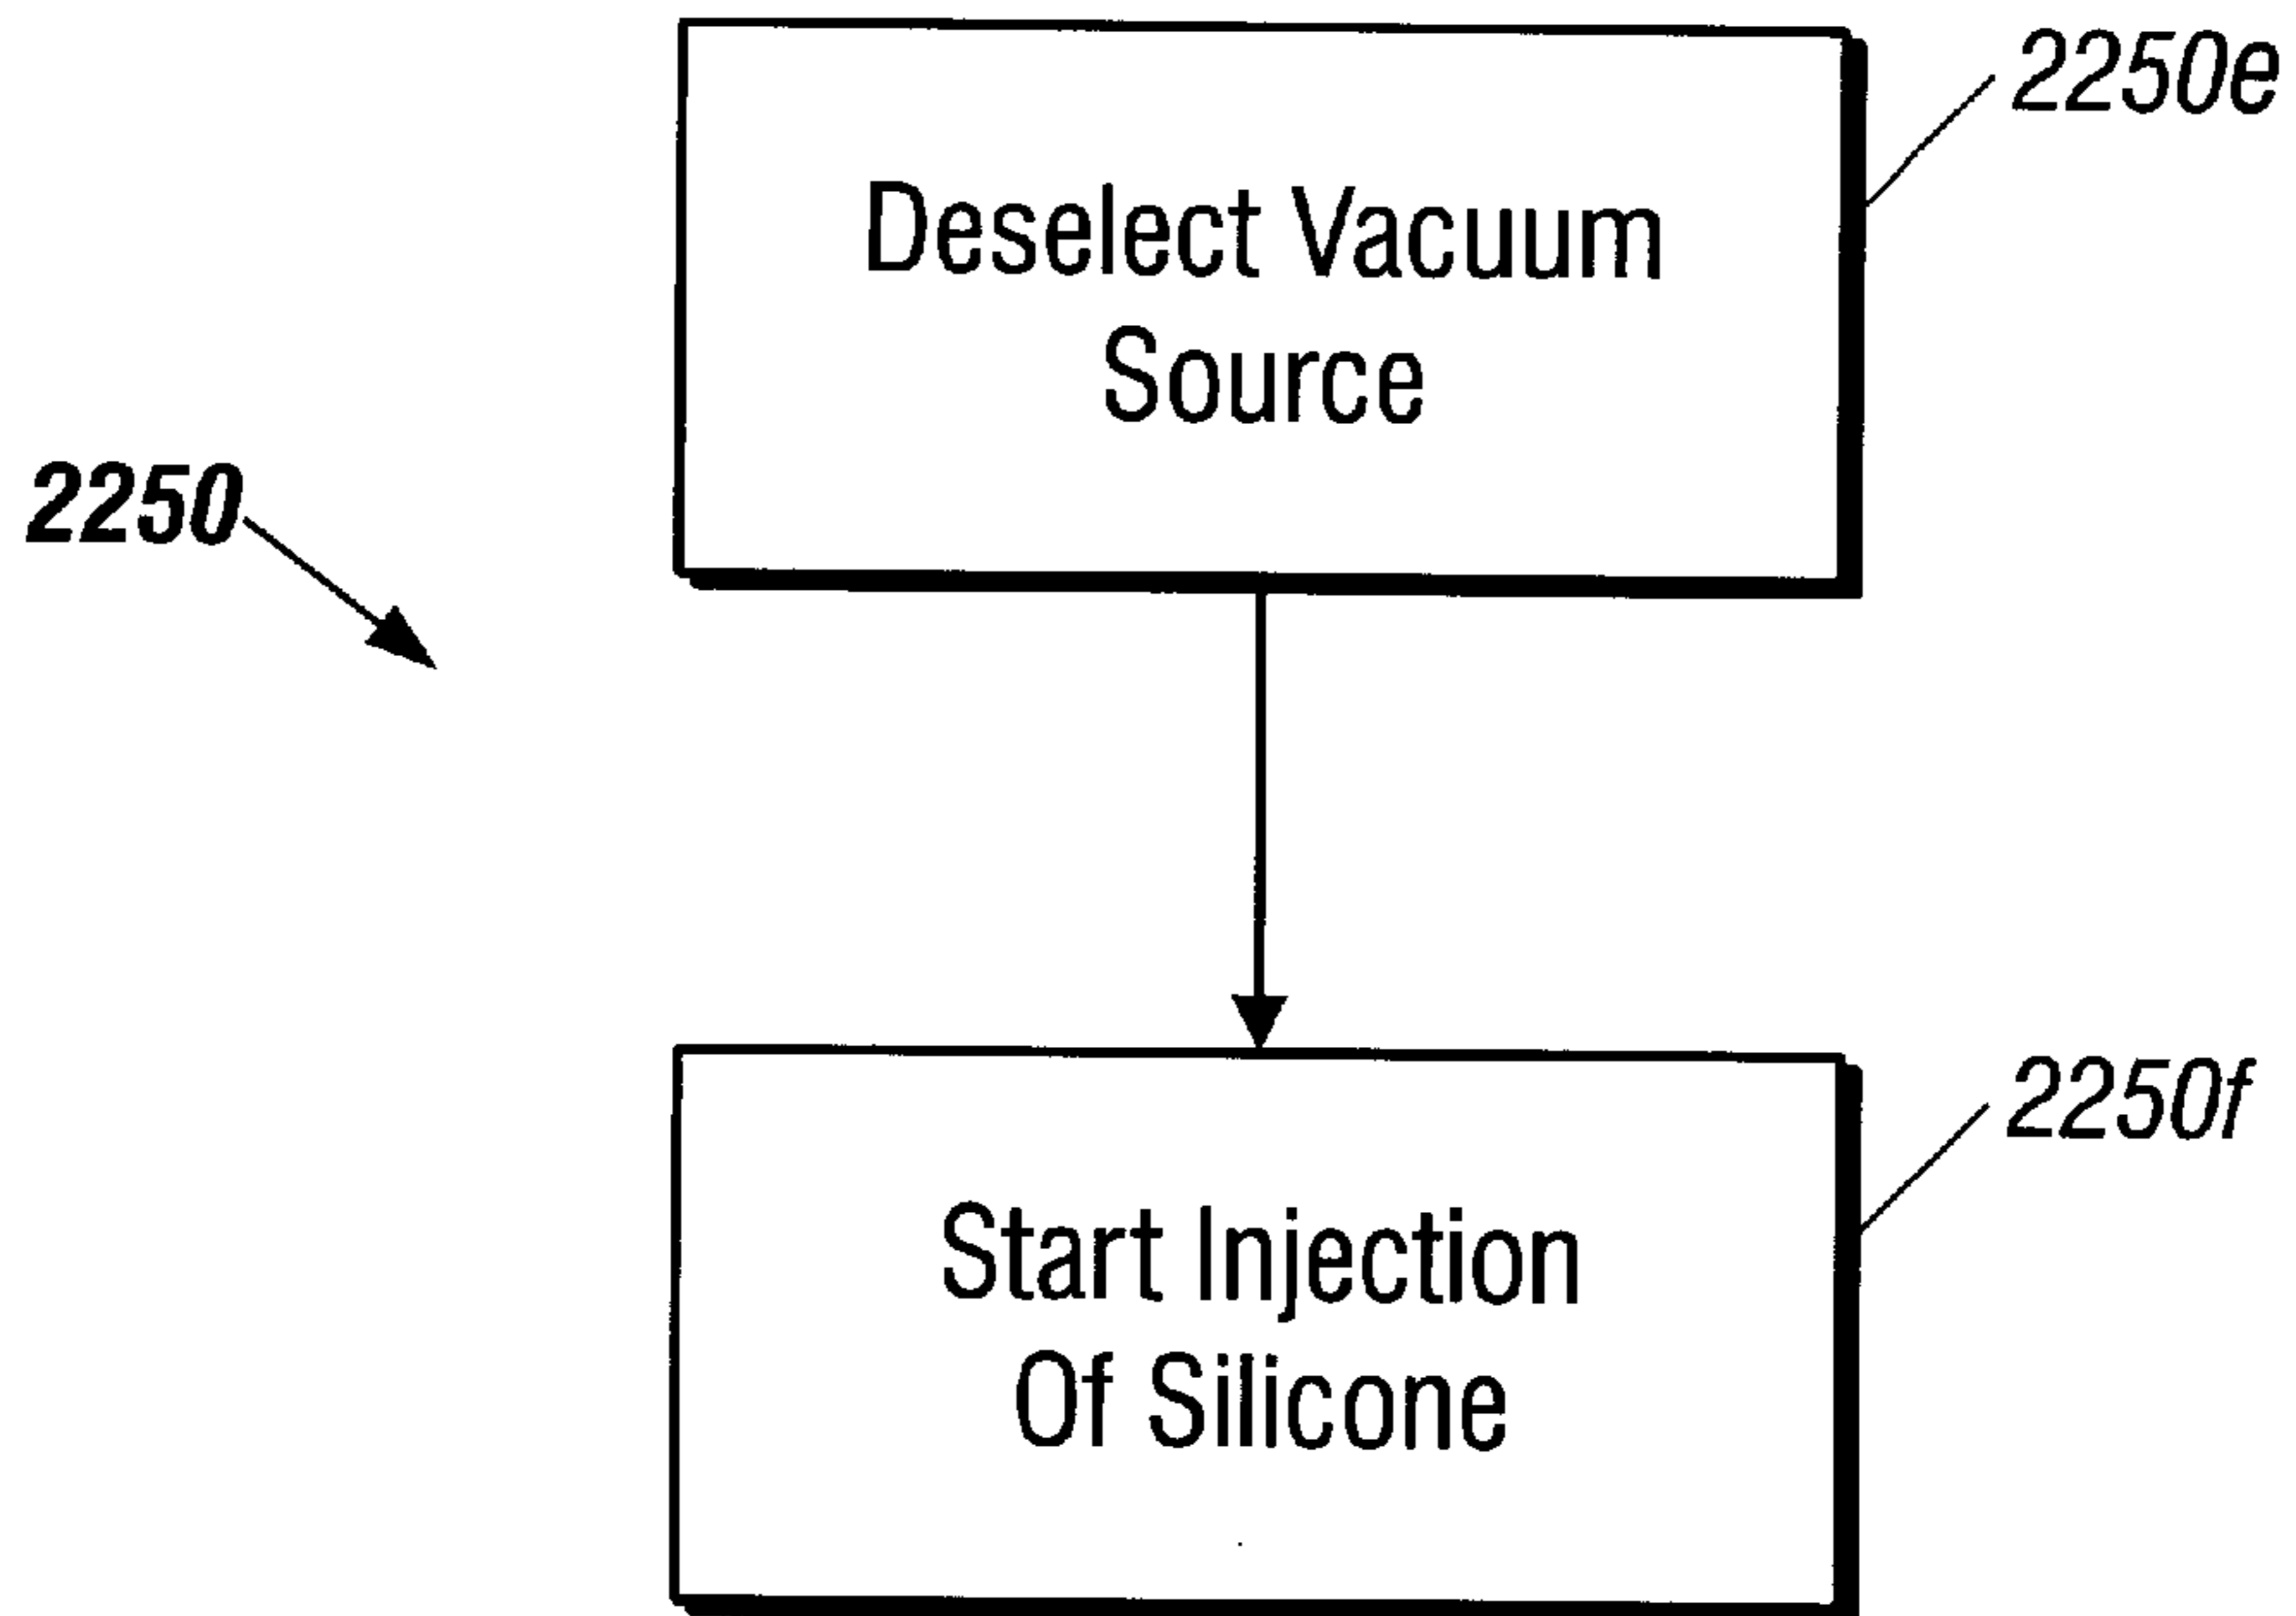 2250e
Deselect Vacuum
Source
2250
2250f
Start Injection
Of Silicone